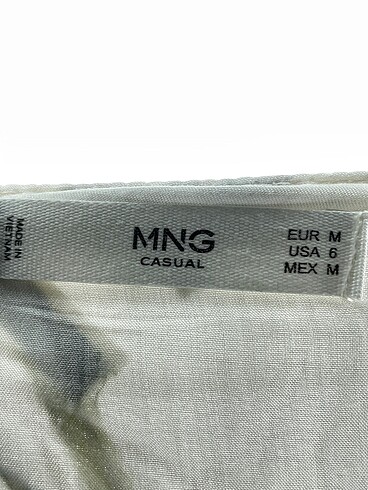 MADE IN
VIETNAM
MNG
CASUAL
EUR M
USA 6
MEX M